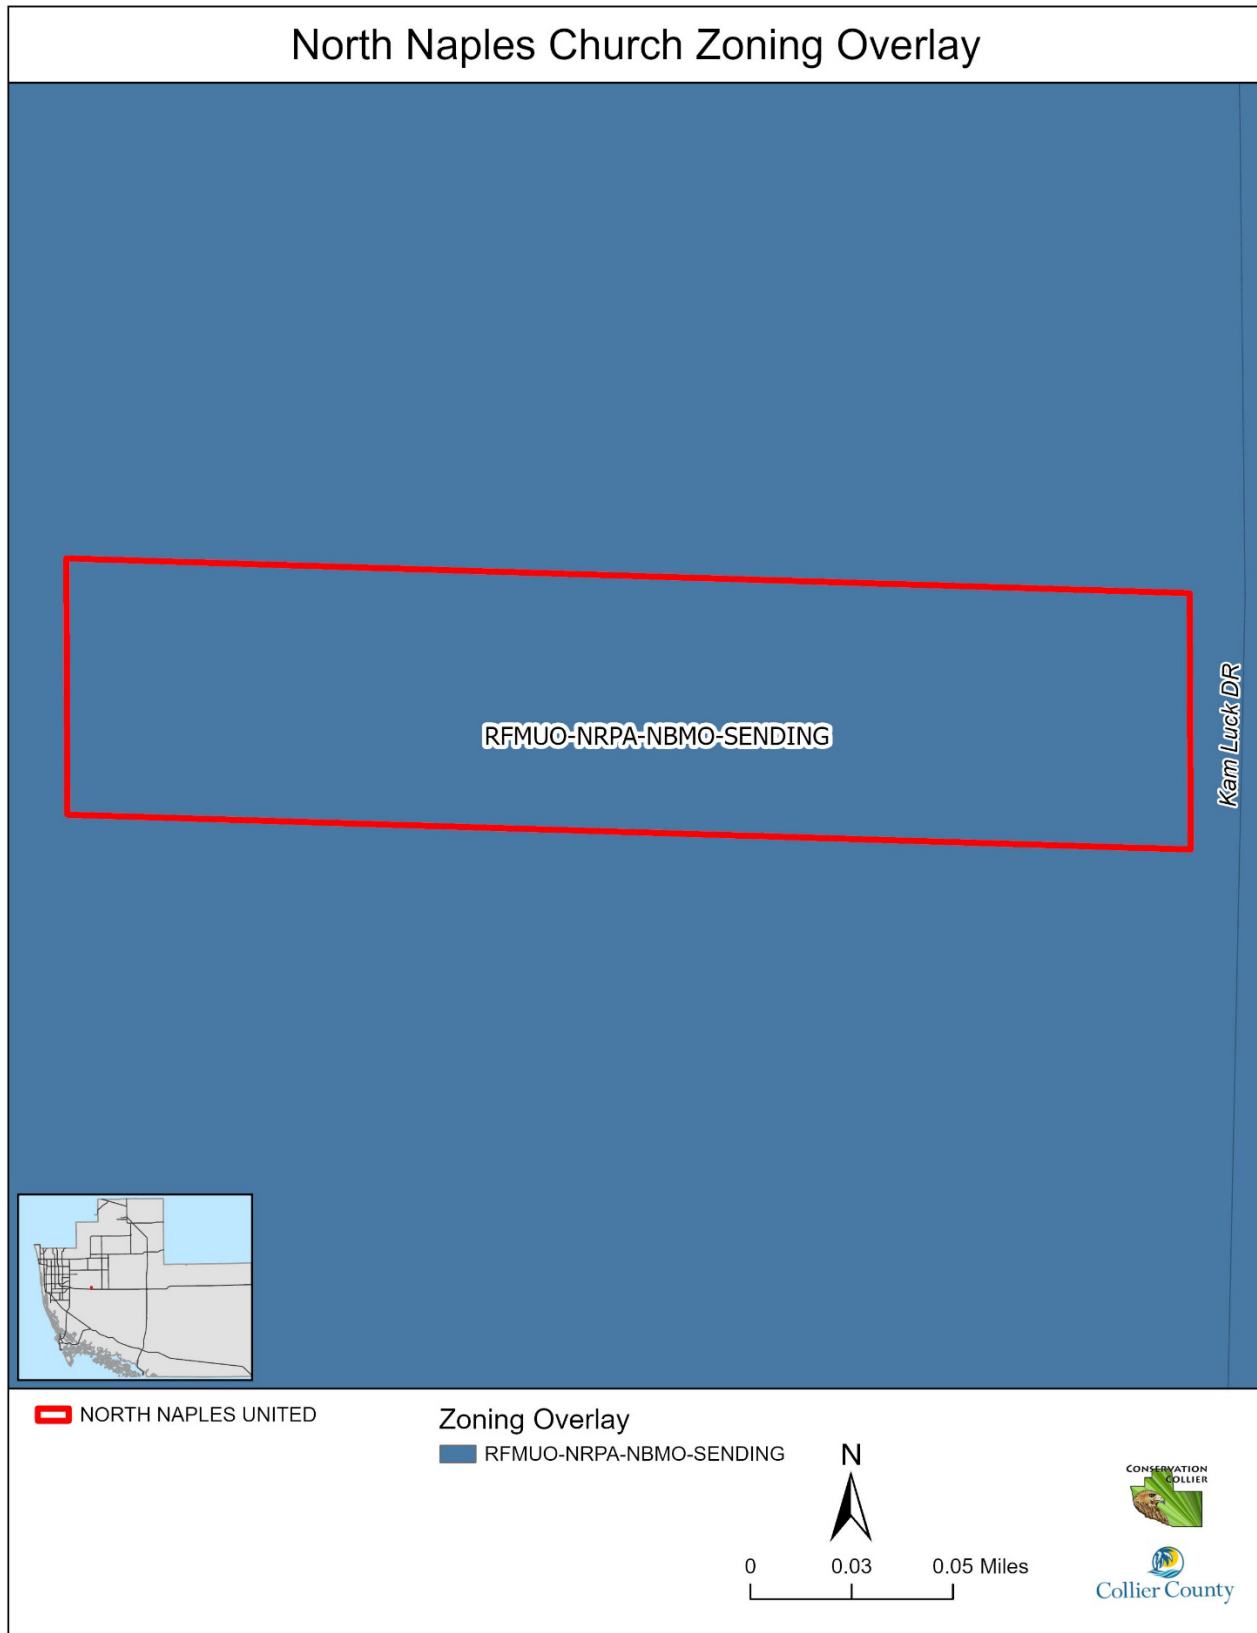 North Naples Church Zoning Overlay
RFMUO-NRPA-NBMO-SENDING
Kam Luck DR
NORTH NAPLES UNITED
Zoning Overlay
RFMUO-NRPA-NBMO-SENDING
N
0 0.03 0.05 Miles
CONSERVATION
COLLIER
Collier County